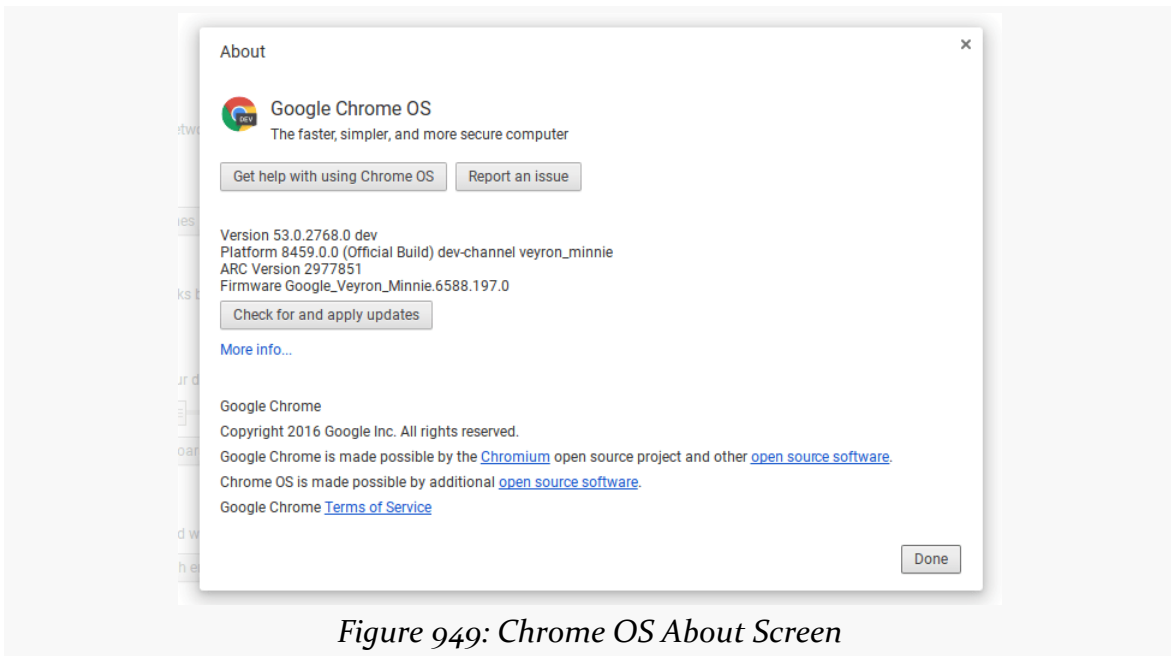 About
×
DEV
Google Chrome OS
The faster, simpler, and more secure computer
Get help with using Chrome OS Report an issue
Version 53.0.2768.0 dev
Platform 8459.0.0 (Official Build) dev-channel veyron_minnie
ARC Version 2977851
Firmware Google_Veyron_Minnie.6588.197.0
Check for and apply updates
More info...
Google Chrome
Copyright 2016 Google Inc. All rights reserved.
Google Chrome is made possible by the Chromium open source project and other open source software.
Chrome OS is made possible by additional open source software.
Google Chrome Terms of Service
Done
Figure 949: Chrome OS About Screen